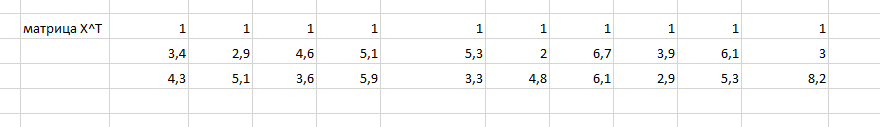 матрица X^T 1 1 1 1 1 1 1 1 1 1
3,4 2,9 4,6 5,1 5,3 2 6,7 3,9 6,1 3
4,3 5,1 3,6 5,9 3,3 4,8 6,1 2,9 5,3 8,2